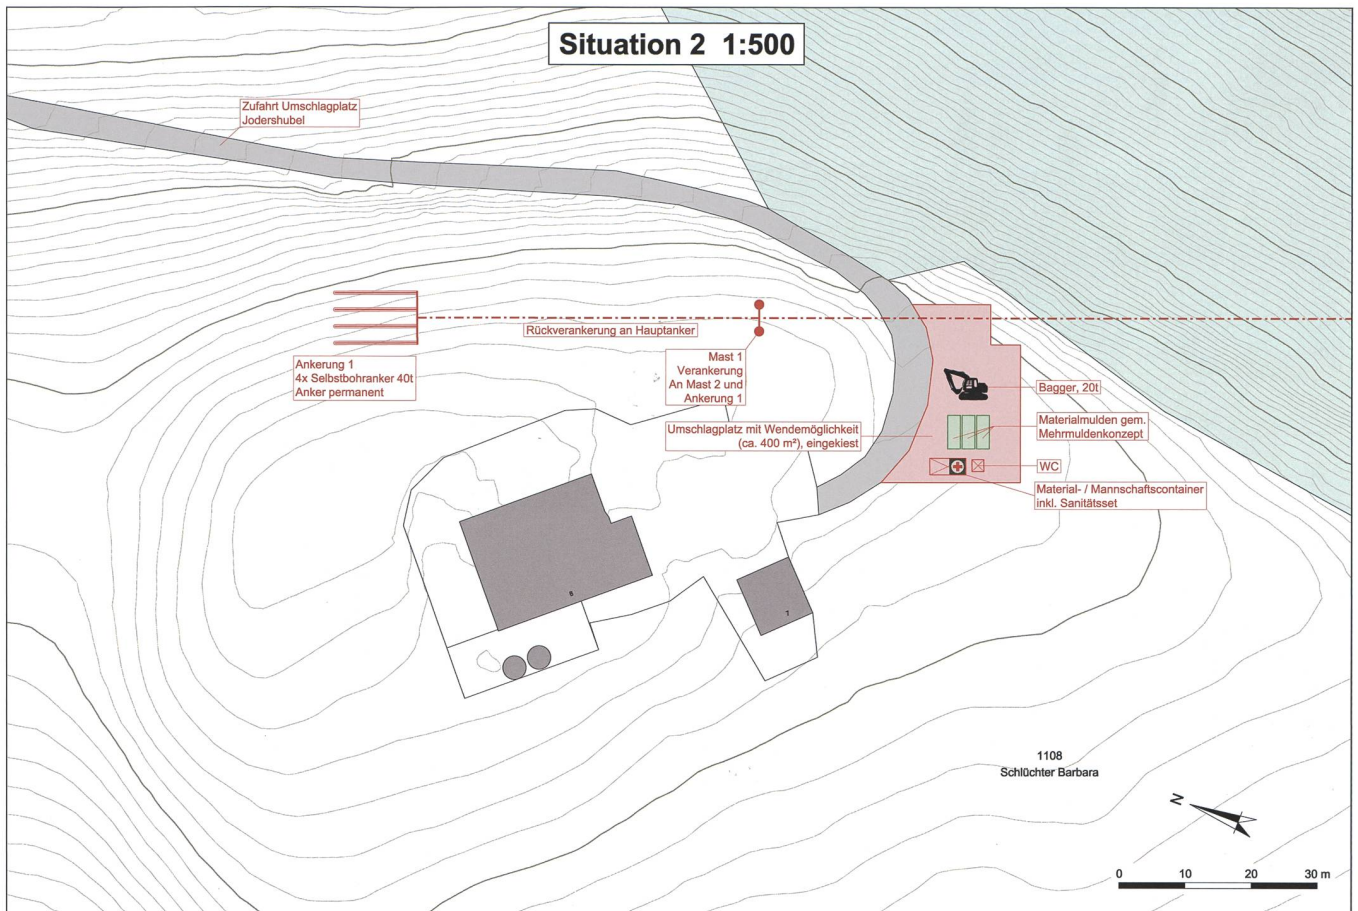 Situation 2 1:500
Zufahrt Umschlagplatz
Jodershubel
Rückverankerung an Hauptanker
Ankerung 1
4x Selbstbohranker 40t
Anker permanent
Mast 1
Verankerung
An Mast 2 und
Ankerung 1
Bagger, 20t
Umschlagplatz mit Wendemöglichkeit
(ca. 400 m²), eingekiest
Materialmulden gem.
Mehrmuldenkonzept
WC
Material- / Mannschaftscontainer
inkl. Sanitätsset
8
7
1108
Schlüchter Barbara
N
0 10 20 30 m